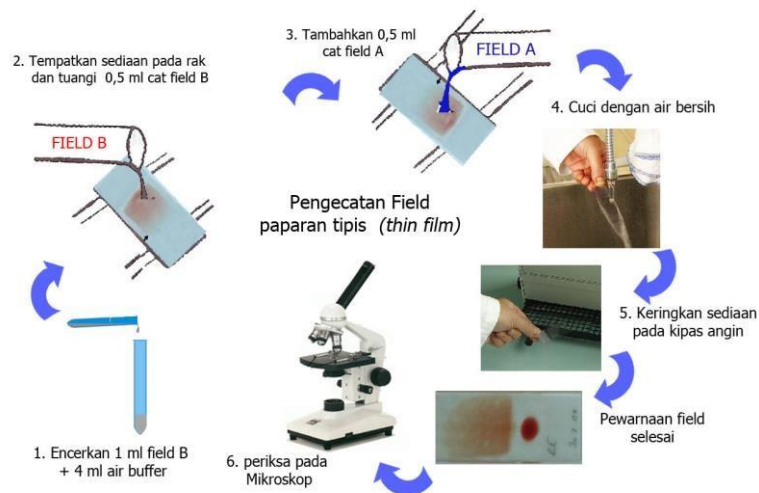 2. Tempatkan sediaan pada rak
dan tuangi 0,5 ml cat field B
3. Tambahkan 0,5 ml
cat field A
FIELD A
4. Cuci dengan air bersih
FIELD B
Pengecatan Field
paparan tipis (thin film)
5. Keringkan sediaan
pada kipas angin
Pewarnaan field
selesai
1. Encerkan 1 ml field B
+ 4 ml air buffer
6. periksa pada
Mikroskop